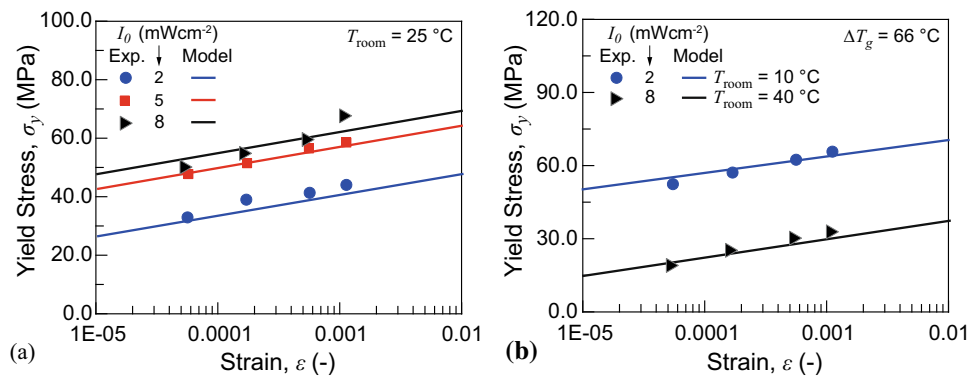 100.0
80.0
60.0
40.0
20.0
0.0
Yield Stress, σy (MPa)
I0 (mWcm-2)
Exp. Model
2
5
8
Troom = 25 °C
1E-05 0.0001 0.001 0.01
Strain, ε (-)
(a)
120.0
90.0
60.0
30.0
0.0
Yield Stress, σy (MPa)
I0 (mWcm-2)
Exp. Model
2 Troom = 10 °C
8 Troom = 40 °C
ΔTg = 66 °C
1E-05 0.0001 0.001 0.01
Strain, ε (-)
(b)